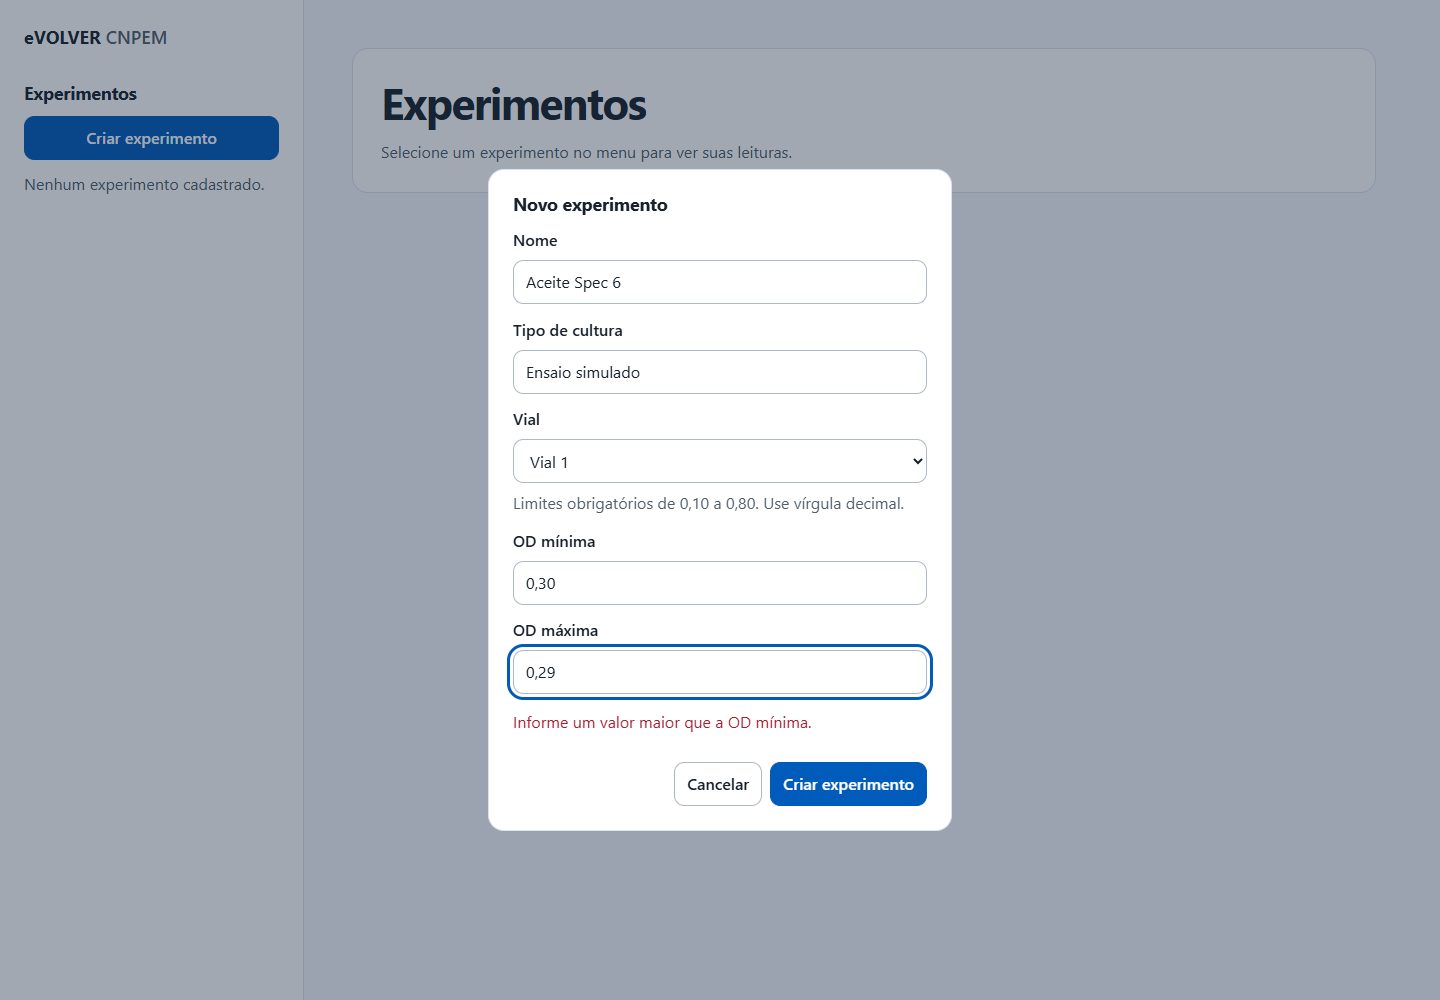 eVOLVER CNPEM
Experimentos
Criar experimento
Nenhum experimento cadastrado.
Experimentos
Selecione um experimento no menu para ver suas leituras.
Novo experimento
Nome
Aceite Spec 6
Tipo de cultura
Ensaio simulado
Vial
Vial 1
Limites obrigatórios de 0,10 a 0,80. Use vírgula decimal.
OD mínima
0,30
OD máxima
0,29
Informe um valor maior que a OD mínima.
Cancelar
Criar experimento